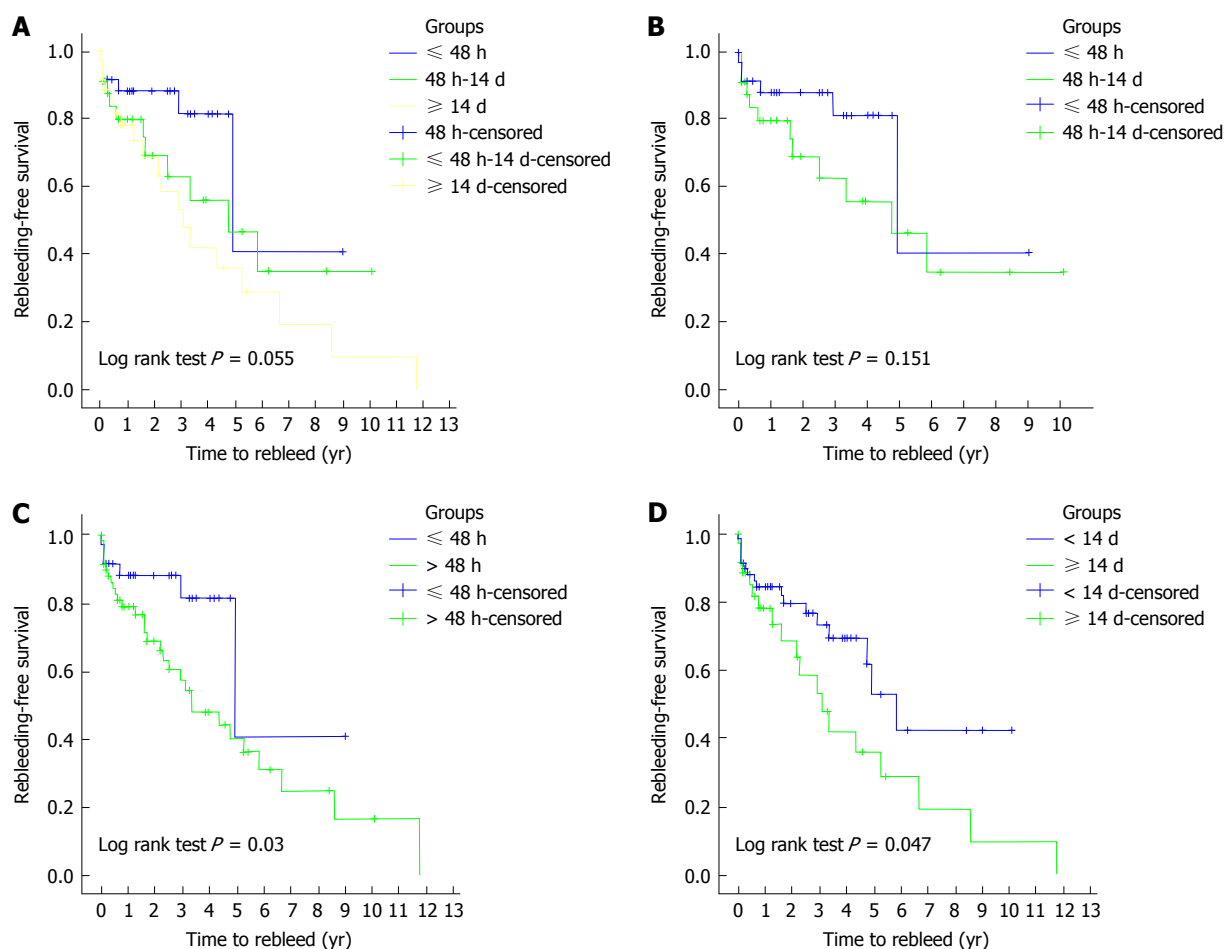 A
Groups
≤ 48 h
48 h-14 d
≥ 14 d
48 h-censored
≤ 48 h-14 d-censored
≥ 14 d-censored
Rebleeding-free survival
1.0
0.8
0.6
0.4
0.2
0.0
Log rank test P = 0.055
0 1 2 3 4 5 6 7 8 9 10 11 12 13
Time to rebleed (yr)
B
Groups
≤ 48 h
48 h-14 d
≤ 48 h-censored
48 h-14 d-censored
Rebleeding-free survival
1.0
0.8
0.6
0.4
0.2
0.0
Log rank test P = 0.151
0 1 2 3 4 5 6 7 8 9 10
Time to rebleed (yr)
C
Groups
≤ 48 h
> 48 h
≤ 48 h-censored
> 48 h-censored
Rebleeding-free survival
1.0
0.8
0.6
0.4
0.2
0.0
Log rank test P = 0.03
0 1 2 3 4 5 6 7 8 9 10 11 12 13
Time to rebleed (yr)
D
Groups
< 14 d
≥ 14 d
< 14 d-censored
≥ 14 d-censored
Rebleeding-free survival
1.0
0.8
0.6
0.4
0.2
0.0
Log rank test P = 0.047
0 1 2 3 4 5 6 7 8 9 10 11 12 13
Time to rebleed (yr)